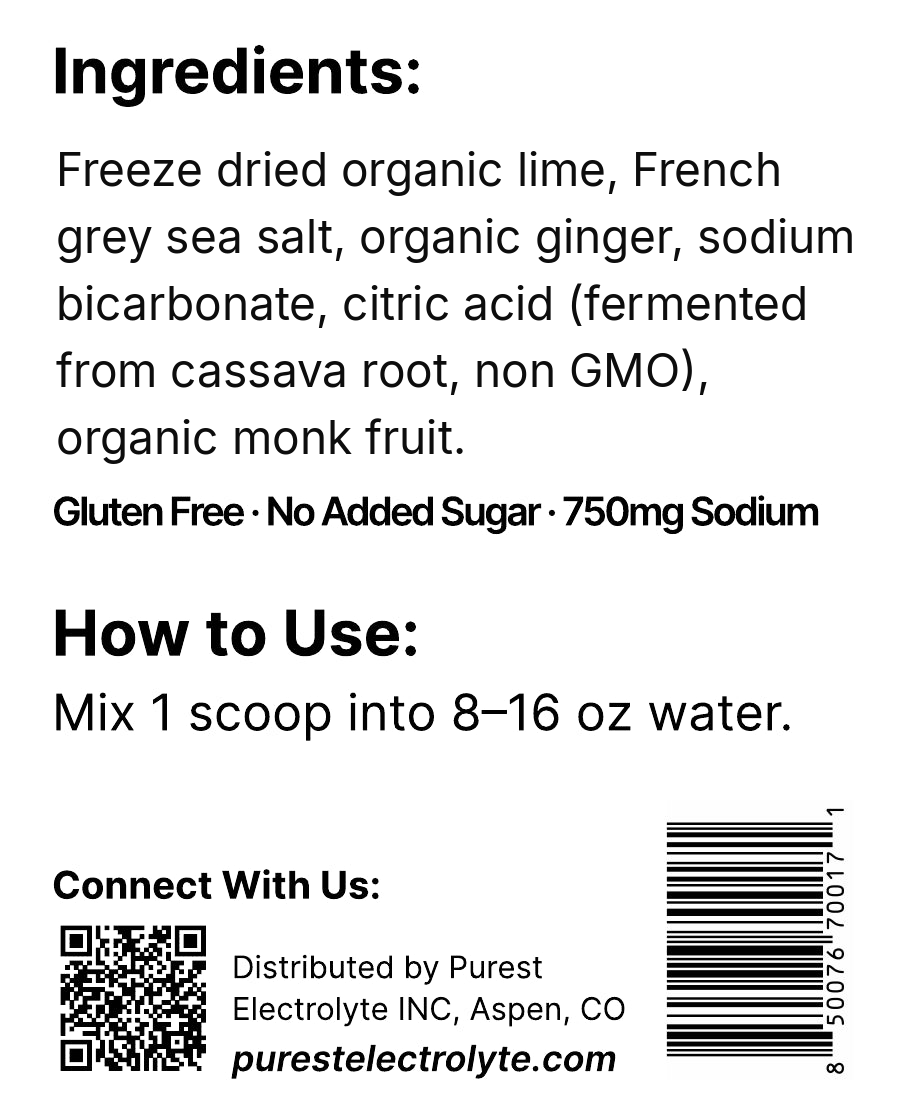 Ingredients:
Freeze dried organic lime, French
grey sea salt, organic ginger, sodium
bicarbonate, citric acid (fermented
from cassava root, non GMO),
organic monk fruit.
Gluten Free · No Added Sugar · 750mg Sodium
How to Use:
Mix 1 scoop into 8–16 oz water.
Connect With Us:
Distributed by Purest
Electrolyte INC, Aspen, CO
purestelectrolyte.com
8 50076 70017 1